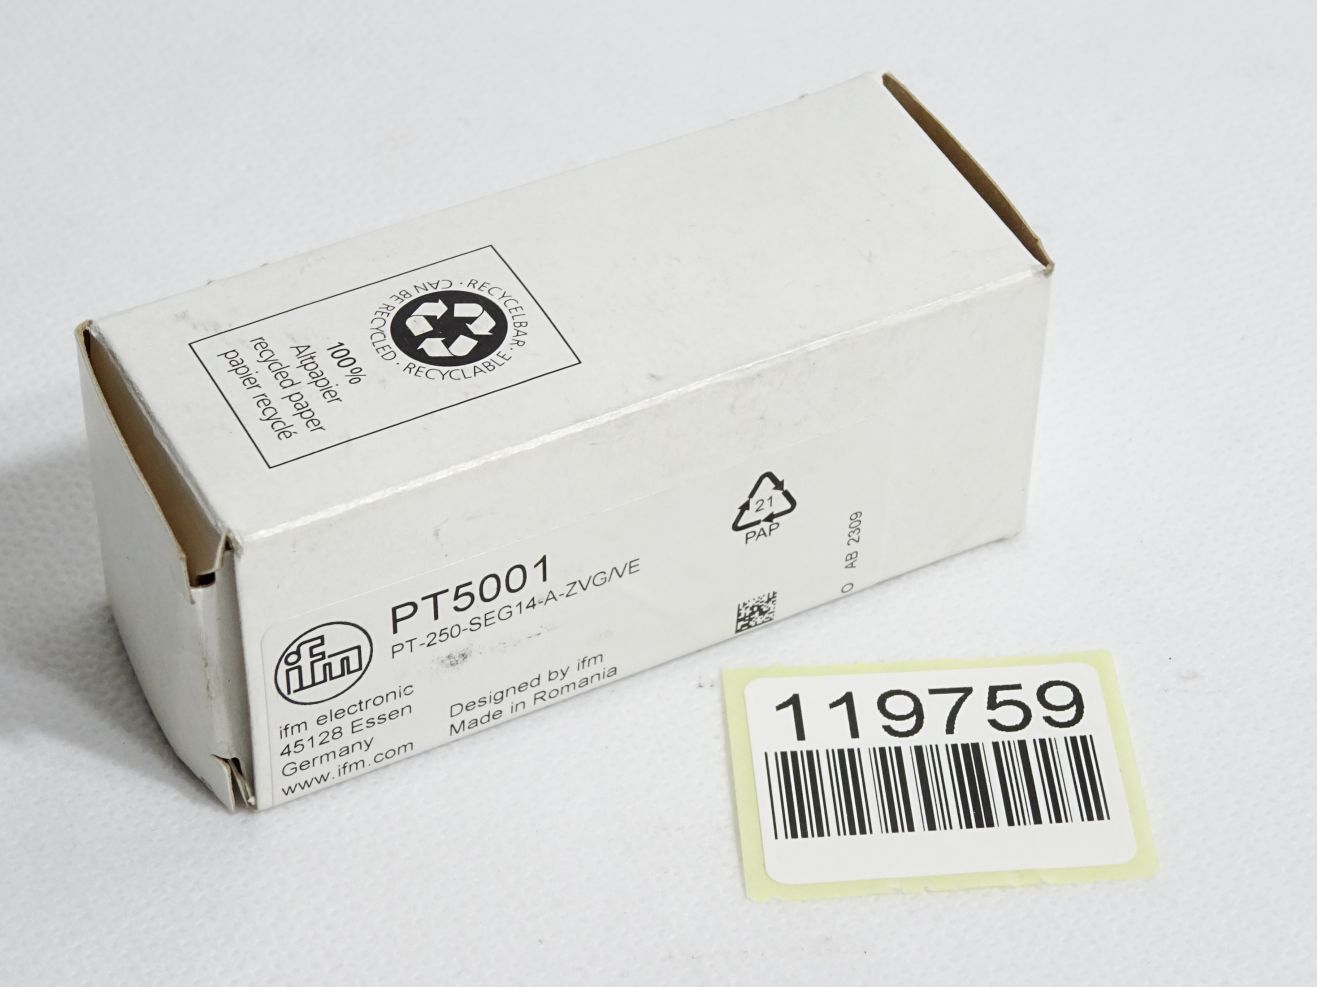 CAN BE RECYCLED · RECYCLABLE · RECYCELBAR ·
100%
Altpapier
recycled paper
papier recyclé
21
PAP
PT5001
PT-250-SEG14-A-ZVG/VE
ifm
ifm electronic
45128 Essen
Germany
www.ifm.com
Designed by ifm
Made in Romania
O AB 2309
119759